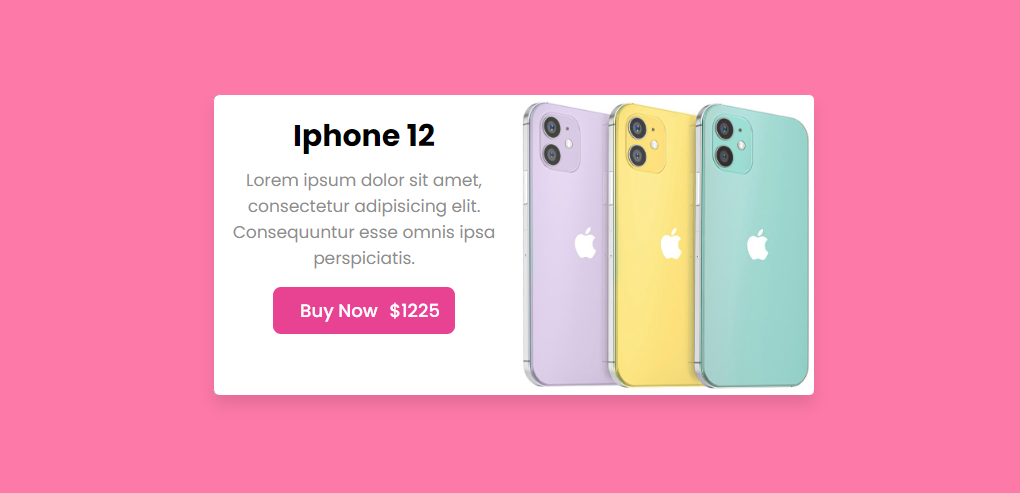 Iphone 12
Lorem ipsum dolor sit amet,
consectetur adipisicing elit.
Consequuntur esse omnis ipsa
perspiciatis.
Buy Now $1225